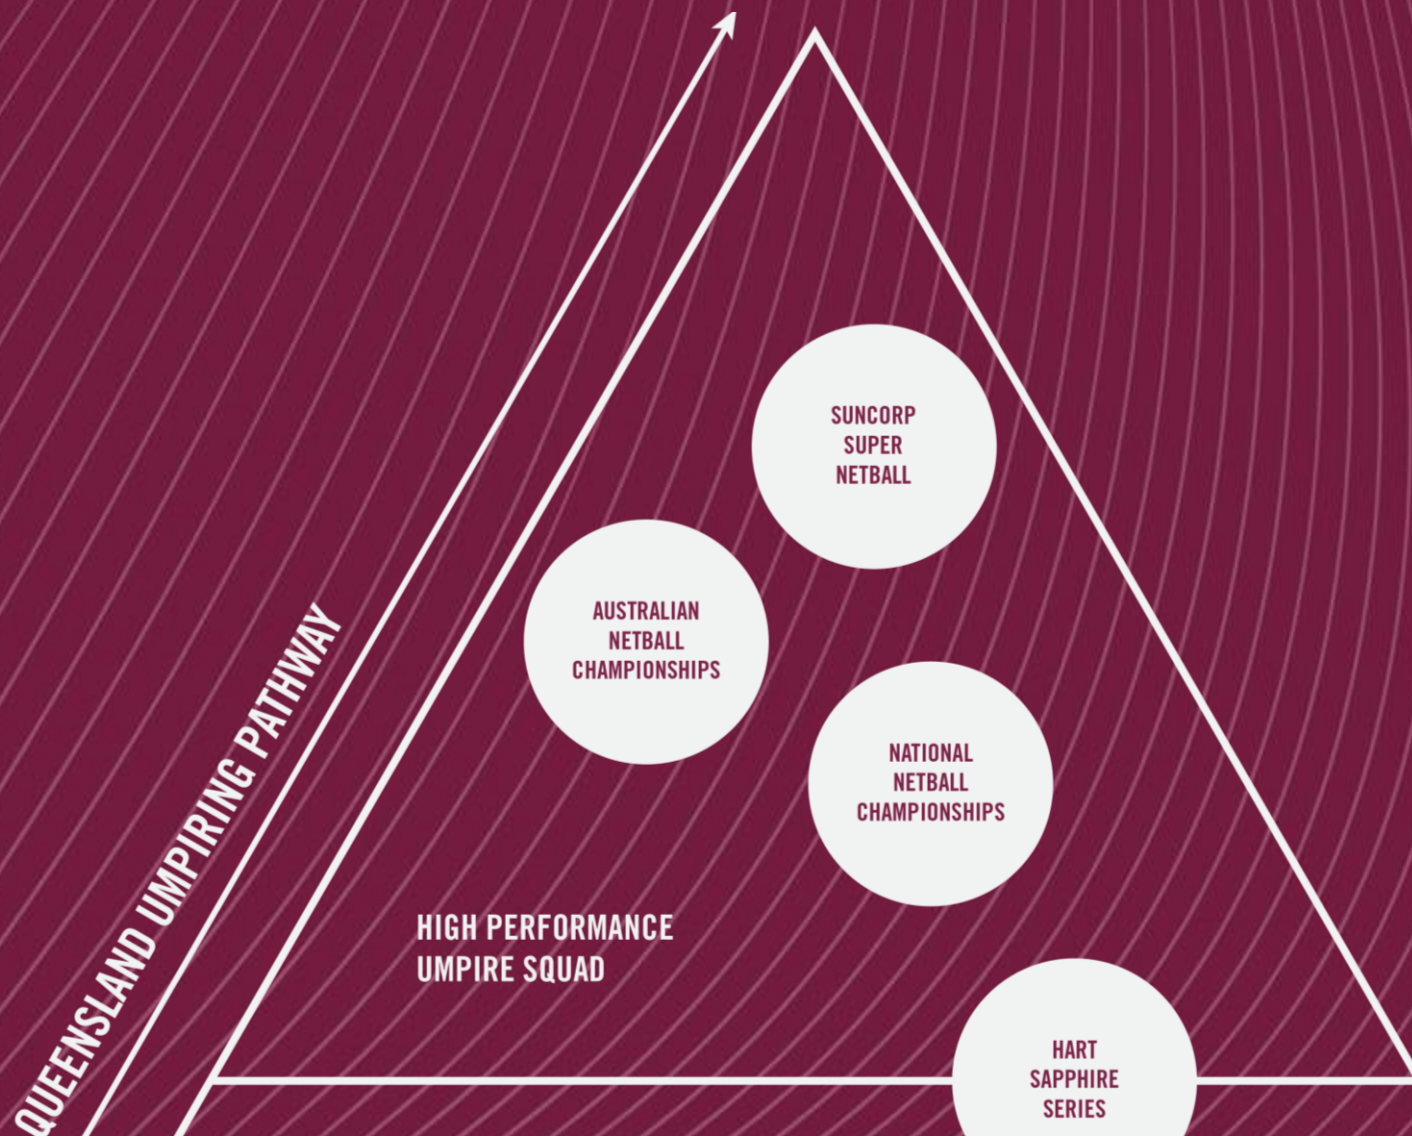 SUNCORP
SUPER
NETBALL
AUSTRALIAN
NETBALL
CHAMPIONSHIPS
NATIONAL
NETBALL
CHAMPIONSHIPS
QUEENSLAND UMPIRING PATHWAY
HIGH PERFORMANCE
UMPIRE SQUAD
HART
SAPPHIRE
SERIES